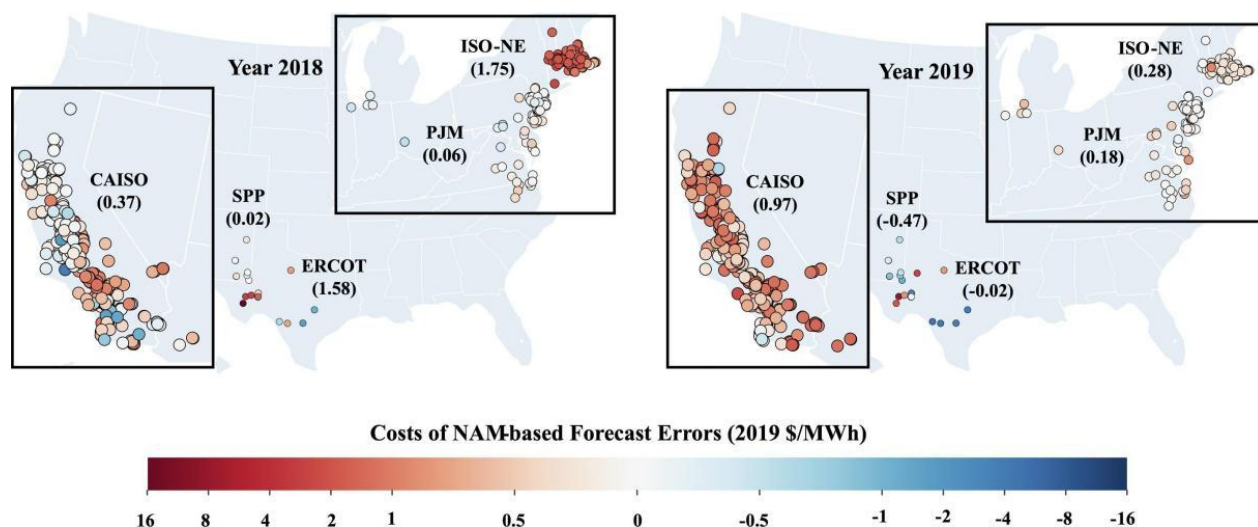 Year 2018
ISO-NE
(1.75)
PJM
(0.06)
CAISO
(0.37)
SPP
(0.02)
ERCOT
(1.58)
Year 2019
ISO-NE
(0.28)
PJM
(0.18)
CAISO
(0.97)
SPP
(-0.47)
ERCOT
(-0.02)
Costs of NAM-based Forecast Errors (2019 $/MWh)
16 8 4 2 1 0.5 0 -0.5 -1 -2 -4 -8 -16